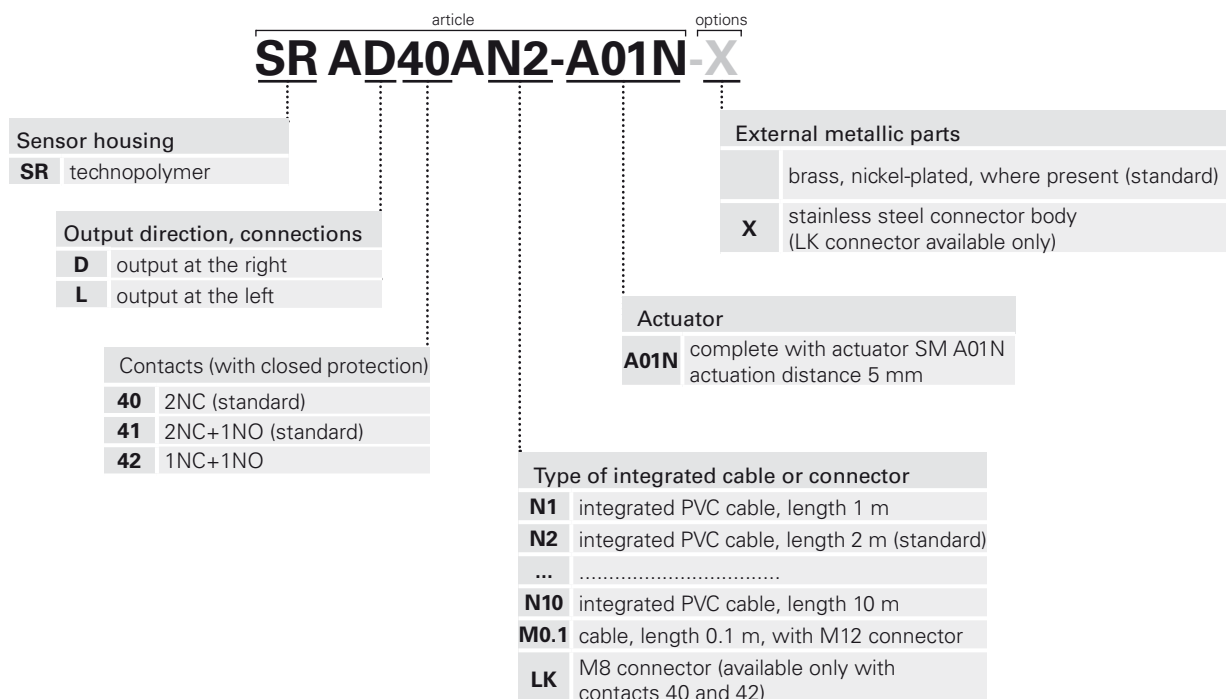 article
options
SR AD40AN2-A01N-X
Sensor housing
SR technopolymer
Output direction, connections
D output at the right
L output at the left
Contacts (with closed protection)
40 2NC (standard)
41 2NC+1NO (standard)
42 1NC+1NO
External metallic parts
brass, nickel-plated, where present (standard)
X stainless steel connector body
(LK connector available only)
Actuator
A01N complete with actuator SM A01N
actuation distance 5 mm
Type of integrated cable or connector
N1 integrated PVC cable, length 1 m
N2 integrated PVC cable, length 2 m (standard)
... ..................................
N10 integrated PVC cable, length 10 m
M0.1 cable, length 0.1 m, with M12 connector
LK M8 connector (available only with
contacts 40 and 42)